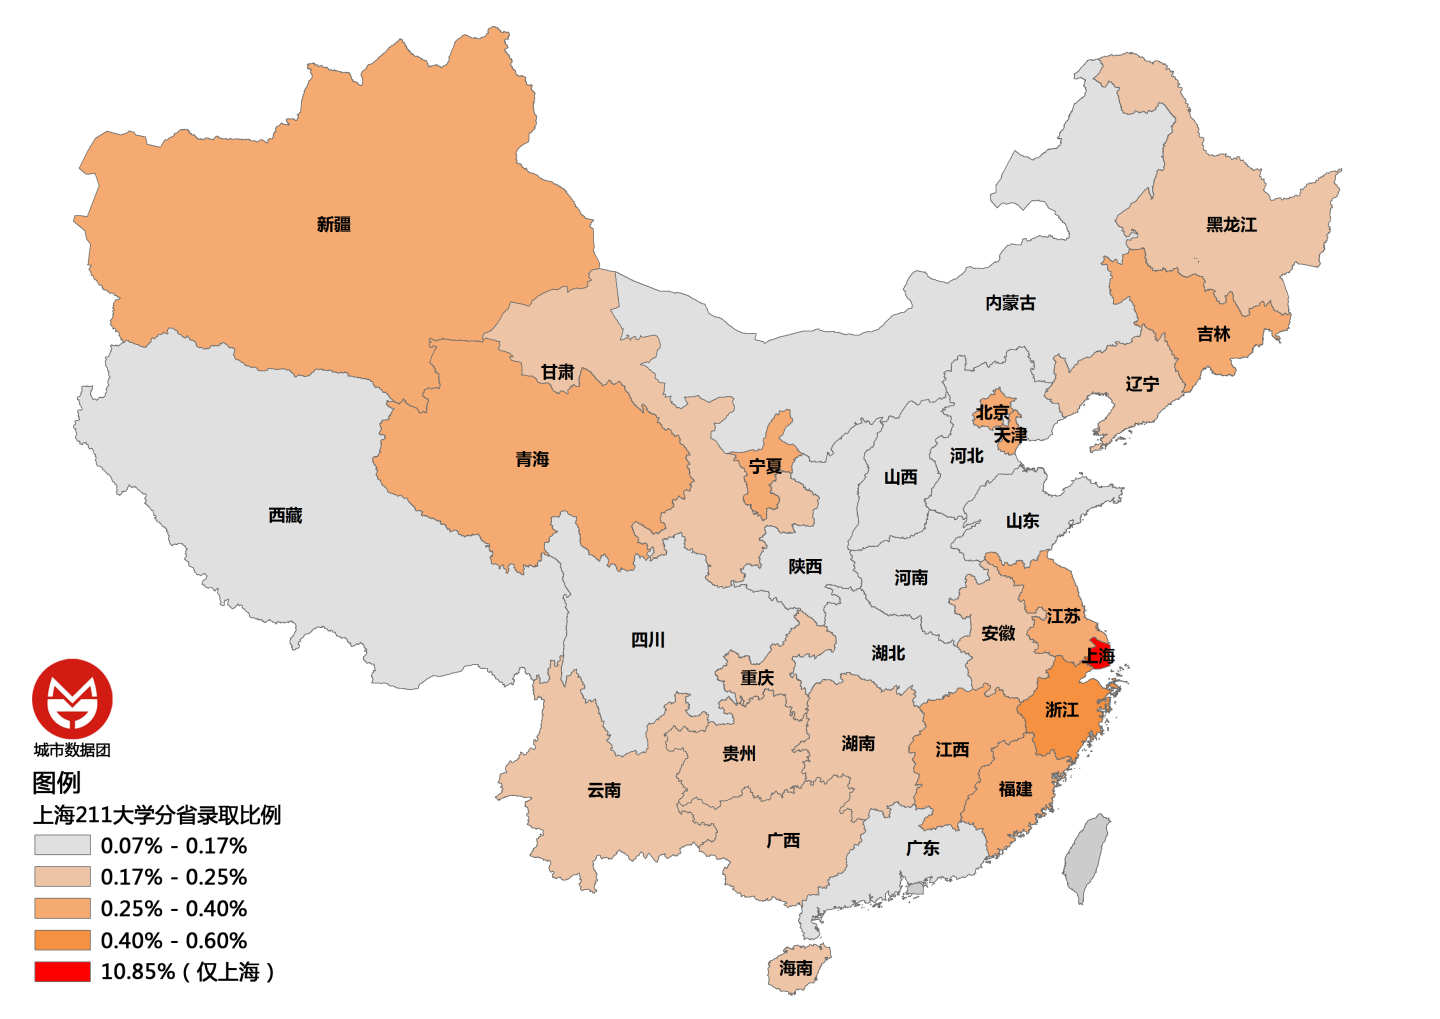 新疆
黑龙江
内蒙古
吉林
甘肃
辽宁
北京
天津
青海
宁夏
河北
山西
西藏
山东
陕西
河南
江苏
安徽
四川
湖北
上海
重庆
浙江
湖南
江西
贵州
云南
福建
广西
广东
海南
城市数据团
图例
上海211大学分省录取比例
0.07% - 0.17%
0.17% - 0.25%
0.25% - 0.40%
0.40% - 0.60%
10.85%（仅上海）